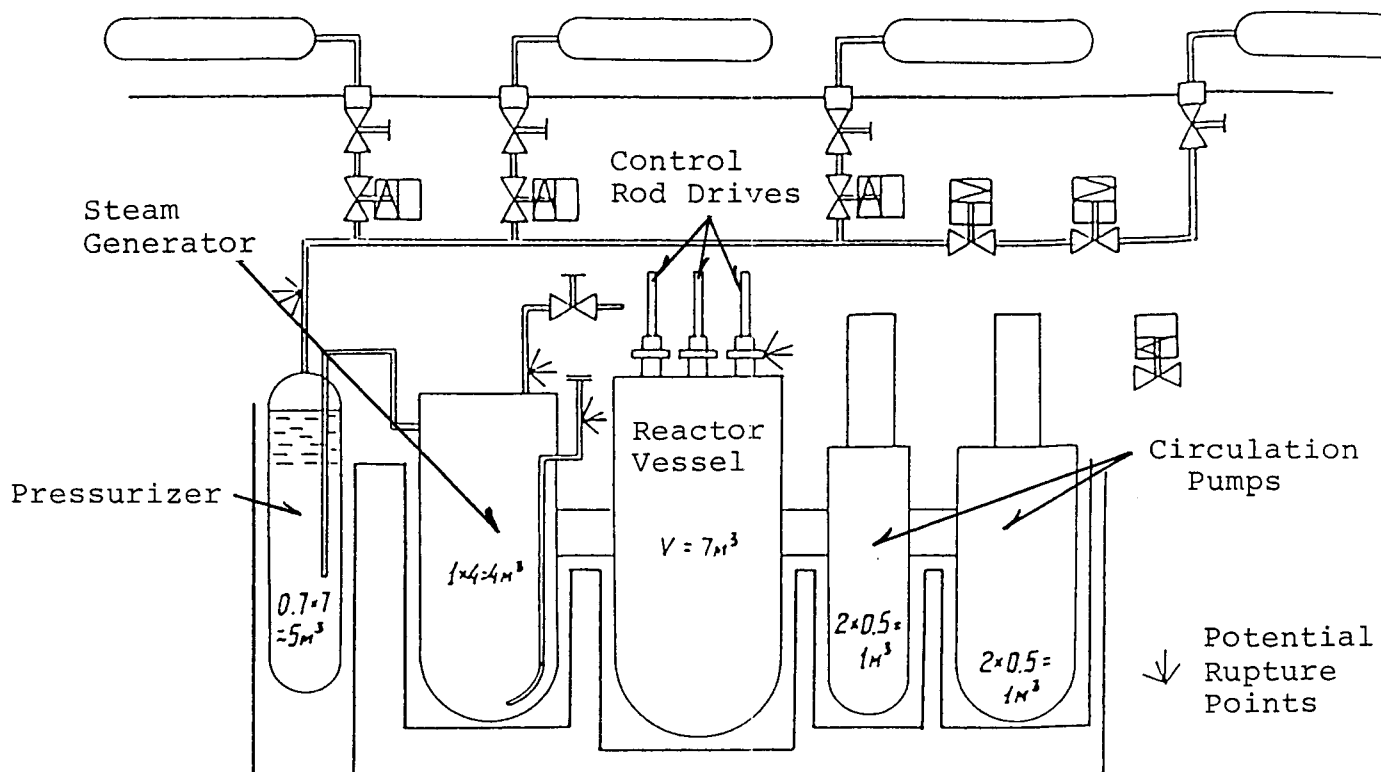 Control
Rod Drives
Steam
Generator
Reactor
Vessel
Pressurizer
Circulation
Pumps
V = 7м³
1×4=4м³
0.7×7
=5м³
2×0.5=
1м³
2×0.5=
1м³
Potential
Rupture
Points